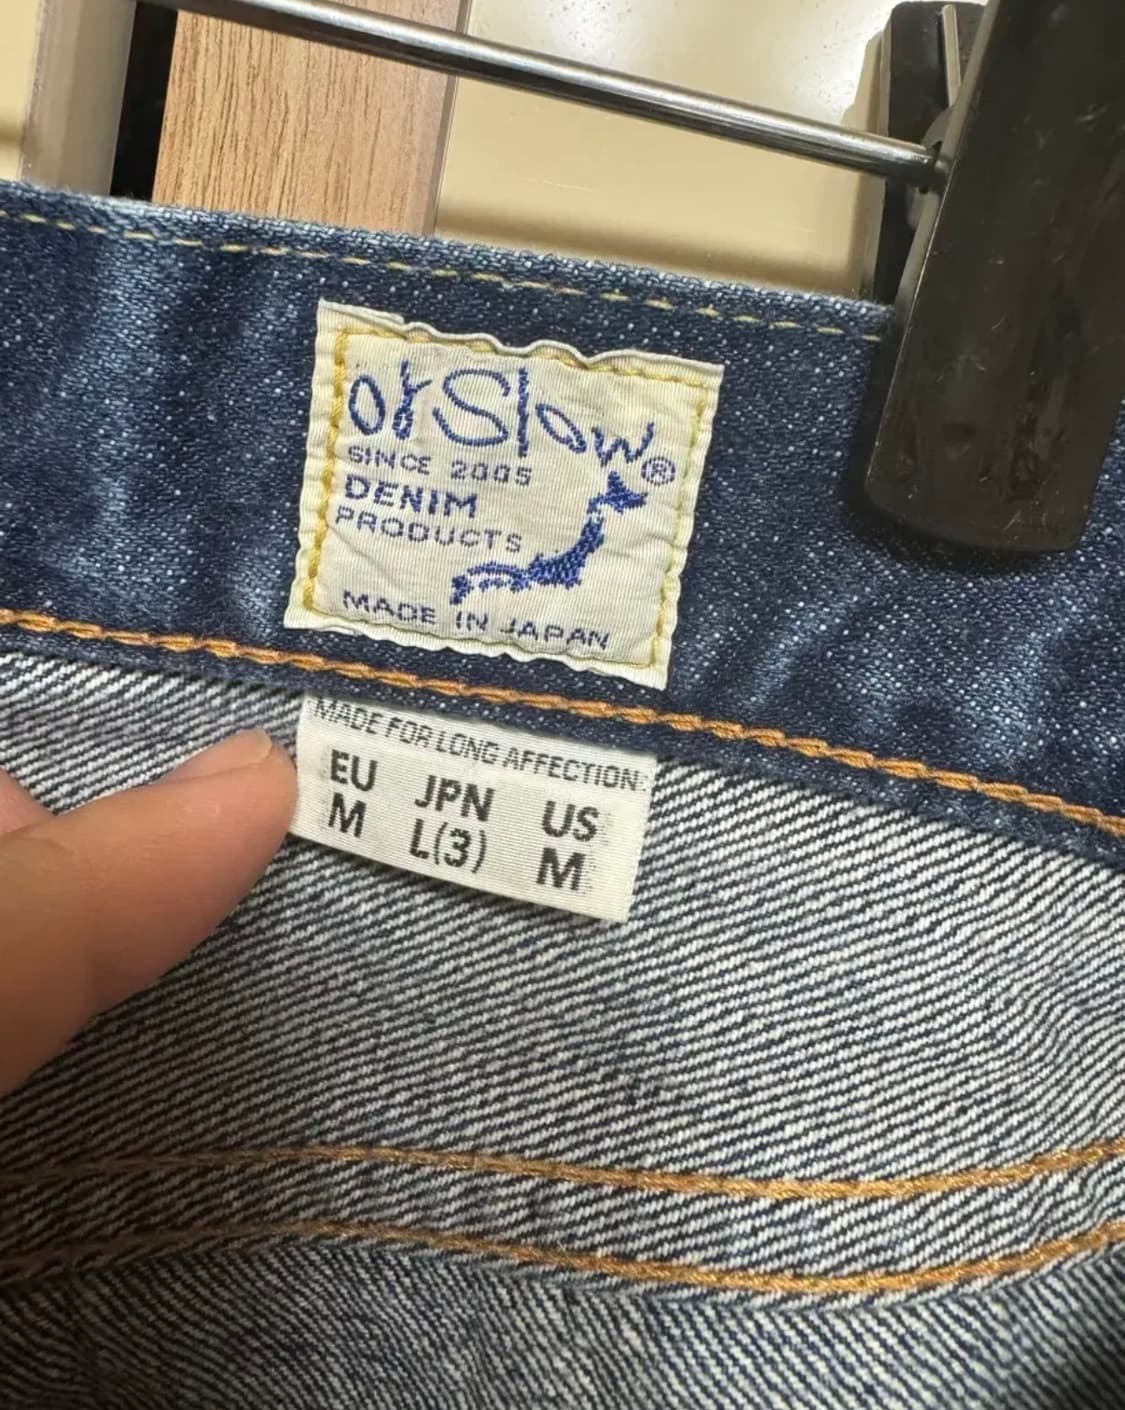 orSlow®
SINCE 2005
DENIM
PRODUCTS
MADE IN JAPAN
MADE FOR LONG AFFECTION
EU JPN US
M L(3) M